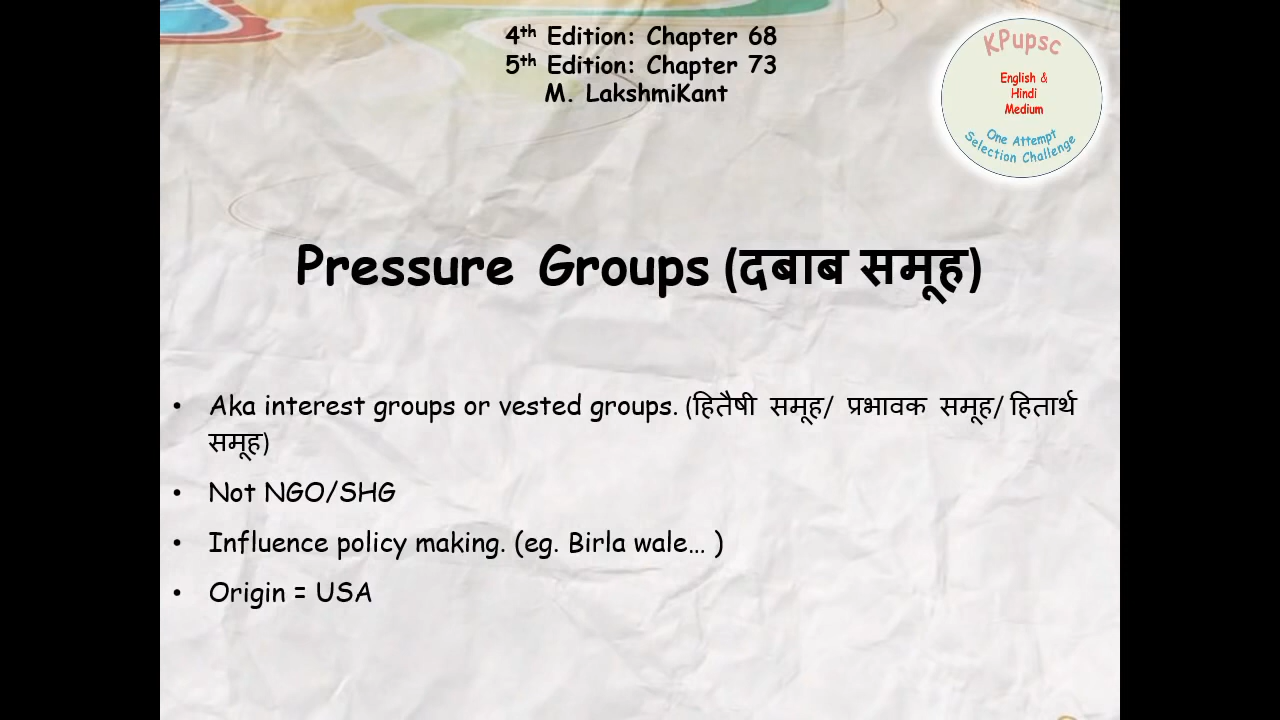 4th Edition: Chapter 68
5th Edition: Chapter 73
M. LakshmiKant
KPupsc
English &
Hindi
Medium
One Attempt
Selection Challenge
Pressure Groups (दबाब समूह)
• Aka interest groups or vested groups. (हितैषी समूह/ प्रभावक समूह/ हितार्थ
समूह)
• Not NGO/SHG
• Influence policy making. (eg. Birla wale... )
• Origin = USA